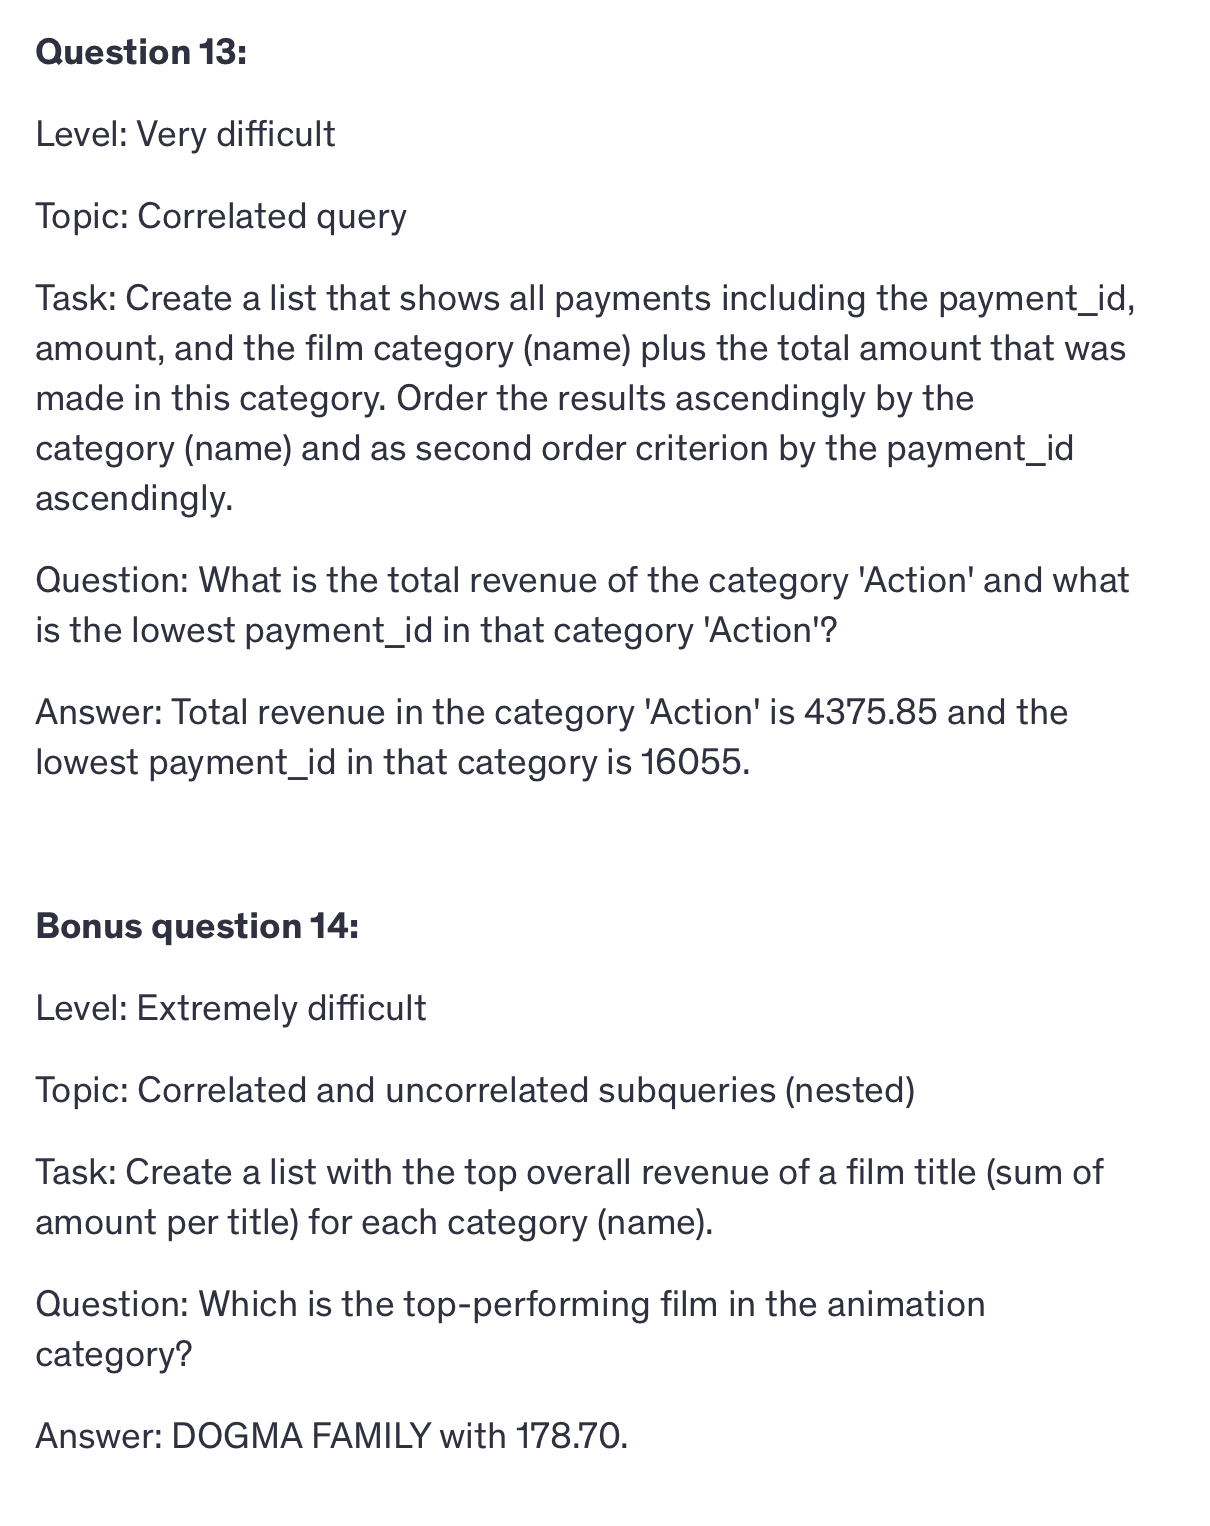 Question 13:
Level: Very difficult
Topic: Correlated query
Task: Create a list that shows all payments including the payment_id,
amount, and the film category (name) plus the total amount that was
made in this category. Order the results ascendingly by the
category (name) and as second order criterion by the payment_id
ascendingly.
Question: What is the total revenue of the category 'Action' and what
is the lowest payment_id in that category 'Action'?
Answer: Total revenue in the category 'Action' is 4375.85 and the
lowest payment_id in that category is 16055.
Bonus question 14:
Level: Extremely difficult
Topic: Correlated and uncorrelated subqueries (nested)
Task: Create a list with the top overall revenue of a film title (sum of
amount per title) for each category (name).
Question: Which is the top-performing film in the animation
category?
Answer: DOGMA FAMILY with 178.70.